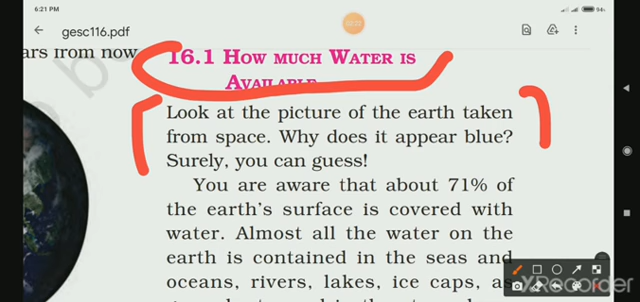 6:21 PM
94%
gesc116.pdf
ars from now
16.1 HOW MUCH WATER IS
AVAILABLE
Look at the picture of the earth taken
from space. Why does it appear blue?
Surely, you can guess!
You are aware that about 71% of
the earth's surface is covered with
water. Almost all the water on the
earth is contained in the seas and
oceans, rivers, lakes, ice caps, as
XRecorder